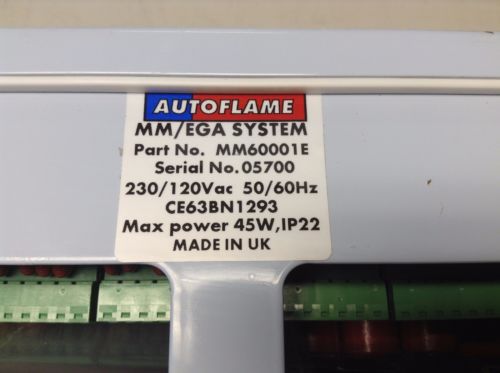 AUTOFLAME
MM/EGA SYSTEM
Part No. MM60001E
Serial No.05700
230/120Vac 50/60Hz
CE63BN1293
Max power 45W,IP22
MADE IN UK